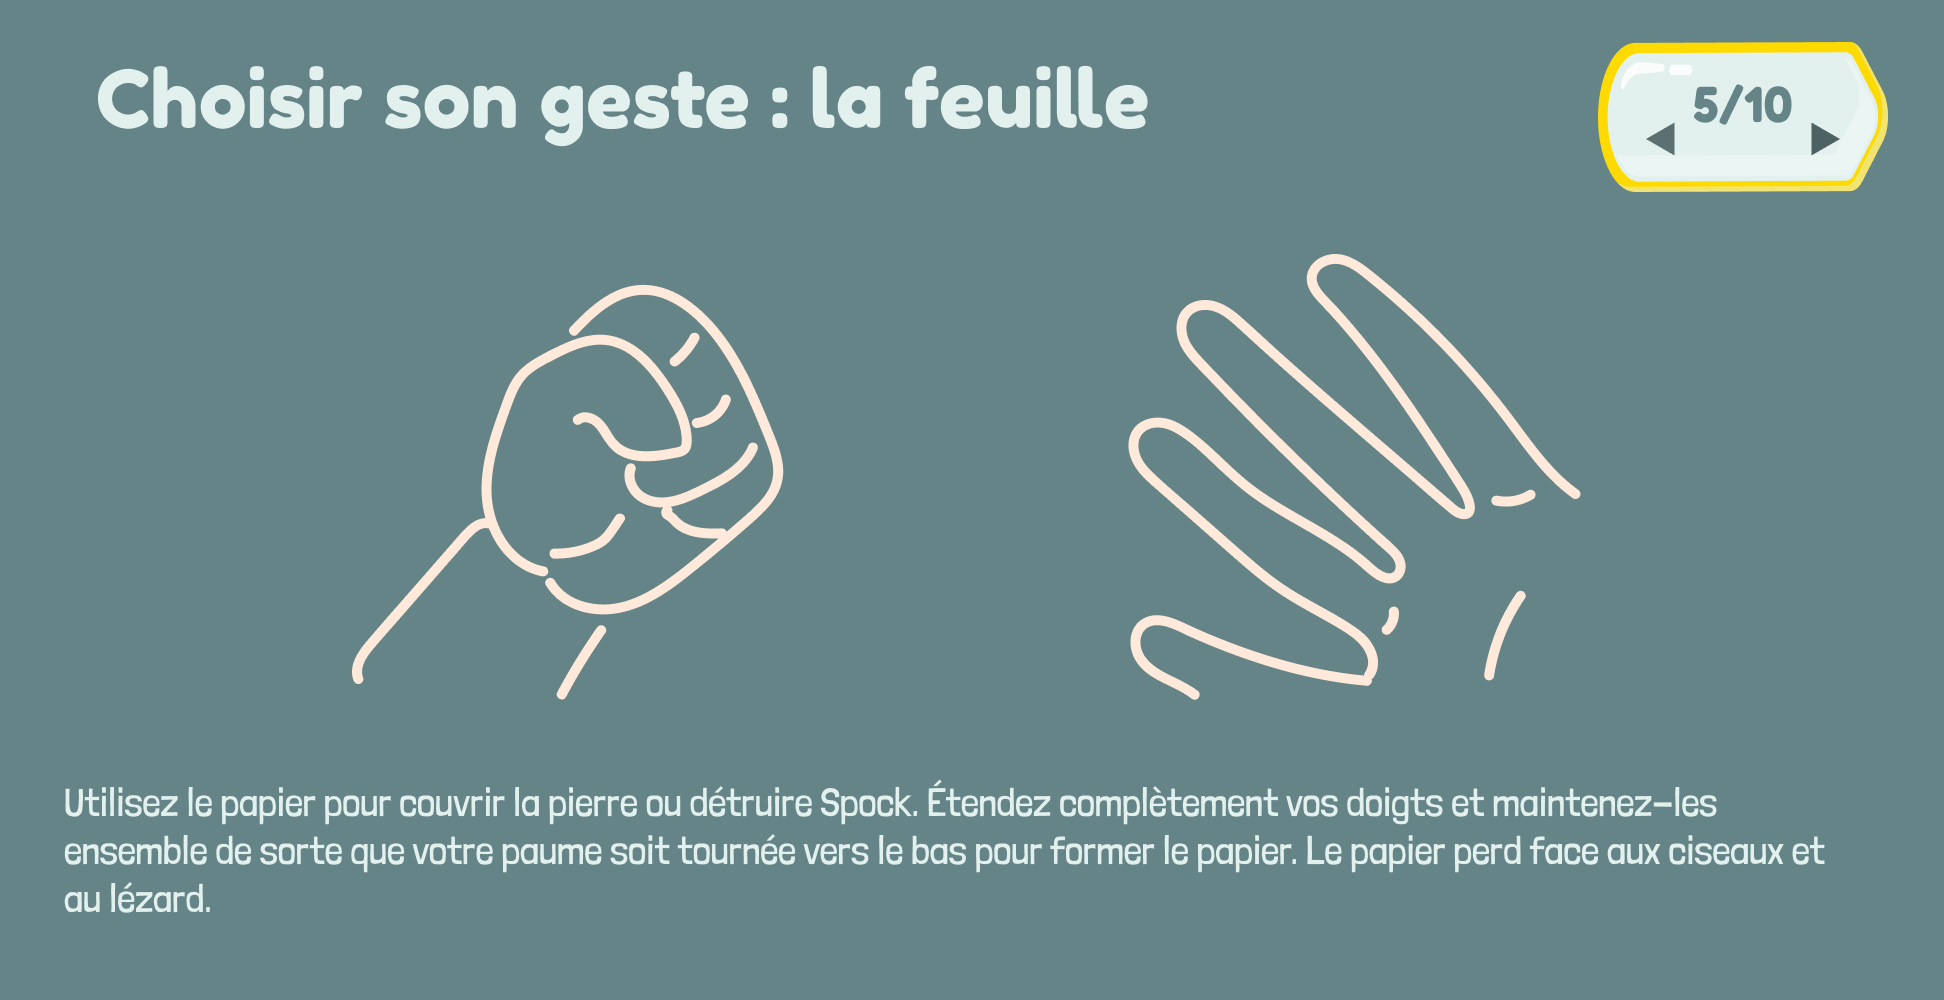 Choisir son geste : la feuille
5/10
Utilisez le papier pour couvrir la pierre ou détruire Spock. Étendez complètement vos doigts et maintenez-les
ensemble de sorte que votre paume soit tournée vers le bas pour former le papier. Le papier perd face aux ciseaux et
au lézard.